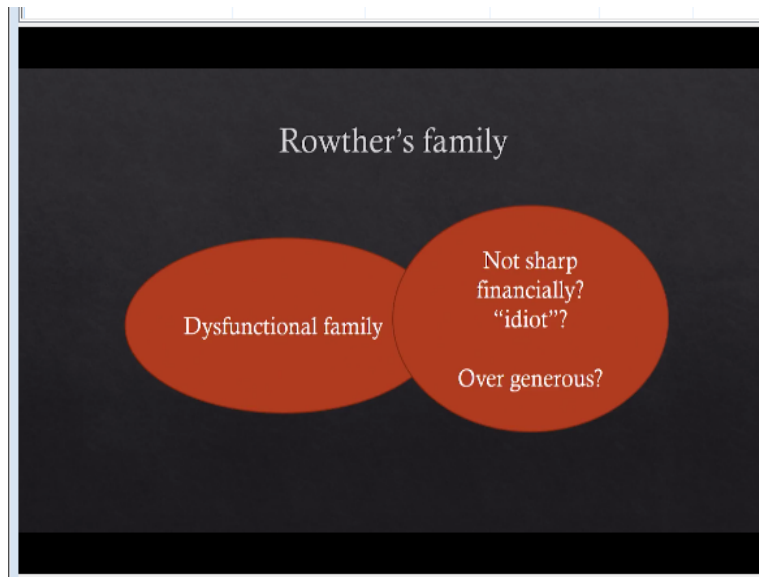 Rowther’s family
Dysfunctional family
Not sharp
financially?
“idiot”?
Over generous?